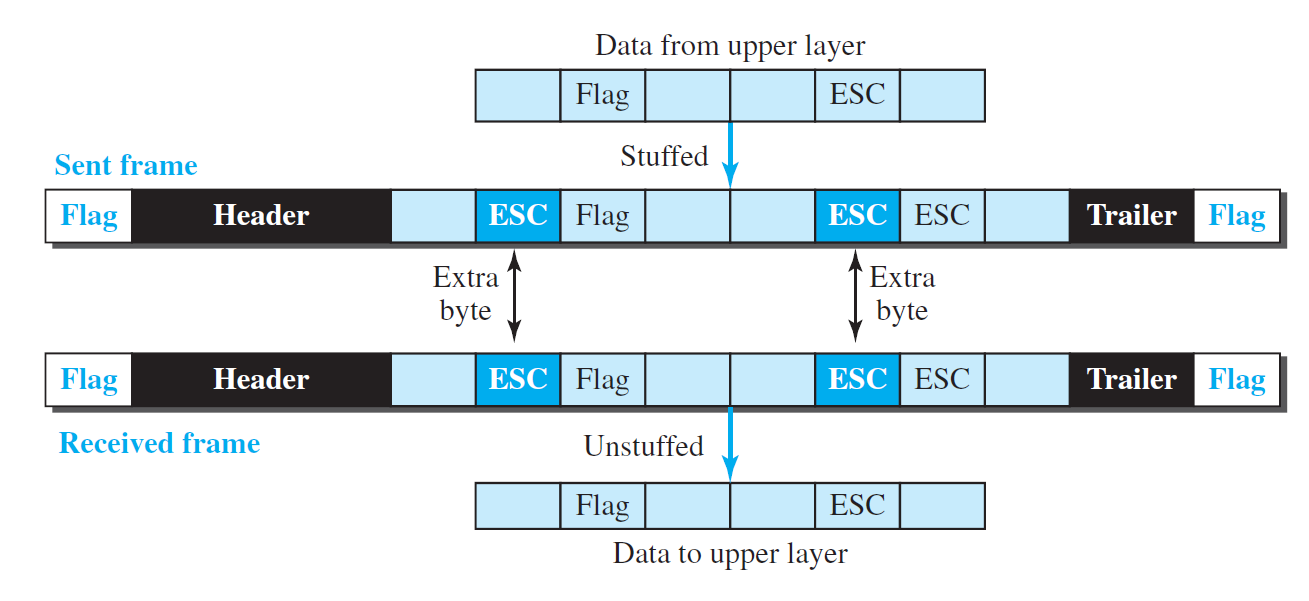 Data from upper layer
Flag ESC
Stuffed
Sent frame
Flag Header ESC Flag ESC ESC Trailer Flag
Extra byte
Extra byte
Flag Header ESC Flag ESC ESC Trailer Flag
Received frame
Unstuffed
Flag ESC
Data to upper layer